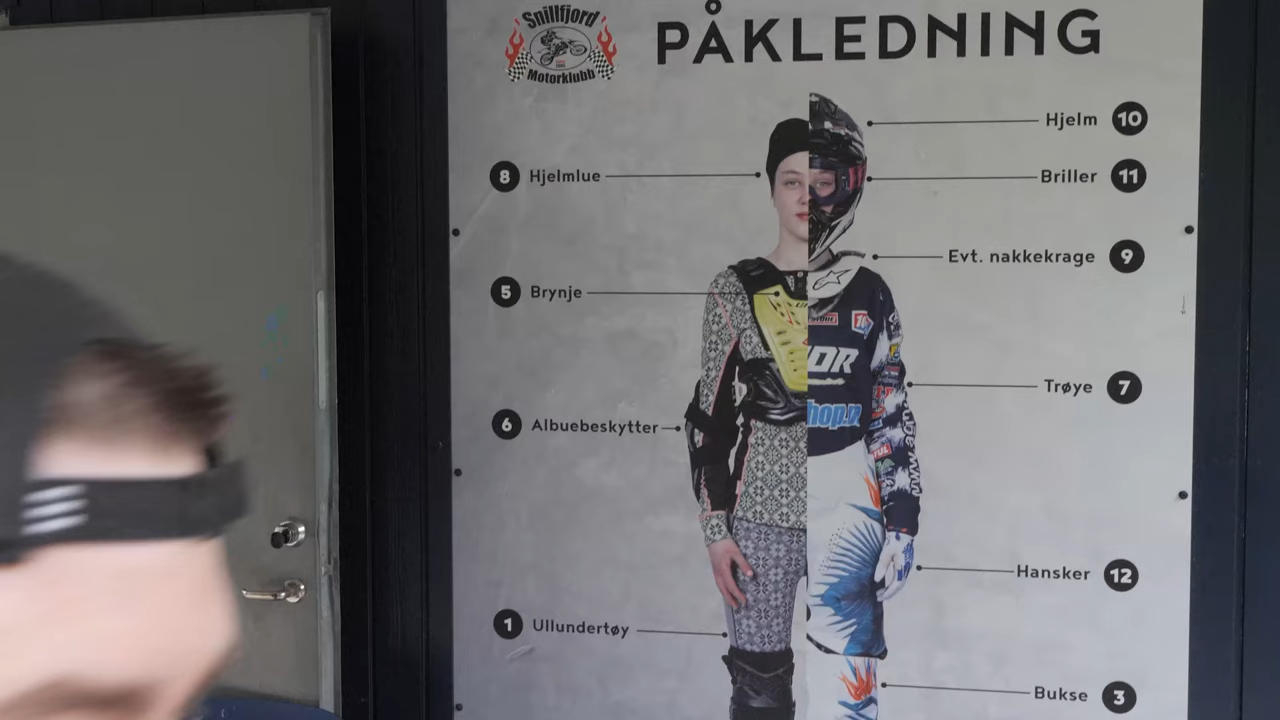 Snillfjord
Motorklubb
PÅKLEDNING
Hjelm 10
8 Hjelmlue
Briller 11
Evt. nakkekrage 9
5 Brynje
Trøye 7
6 Albuebeskytter
Hansker 12
1 Ullundertøy
Bukse 3